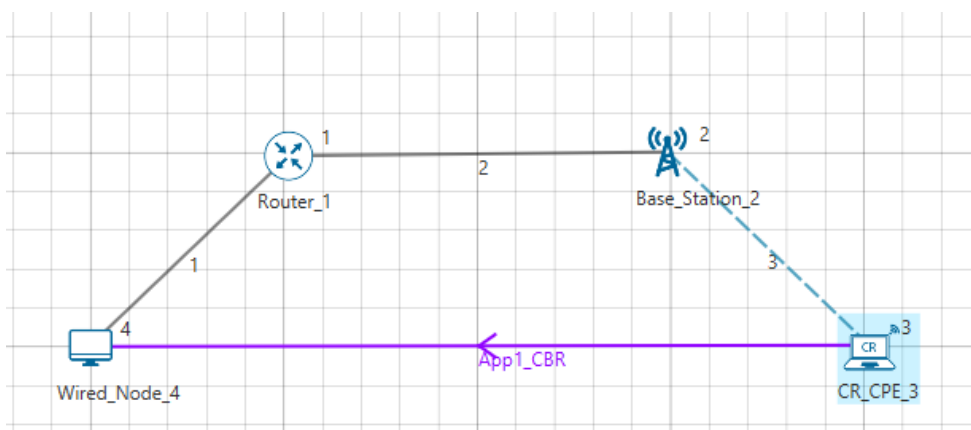 1
Router_1
2
2
Base_Station_2
1
3
4
Wired_Node_4
App1_CBR
CR
3
CR_CPE_3